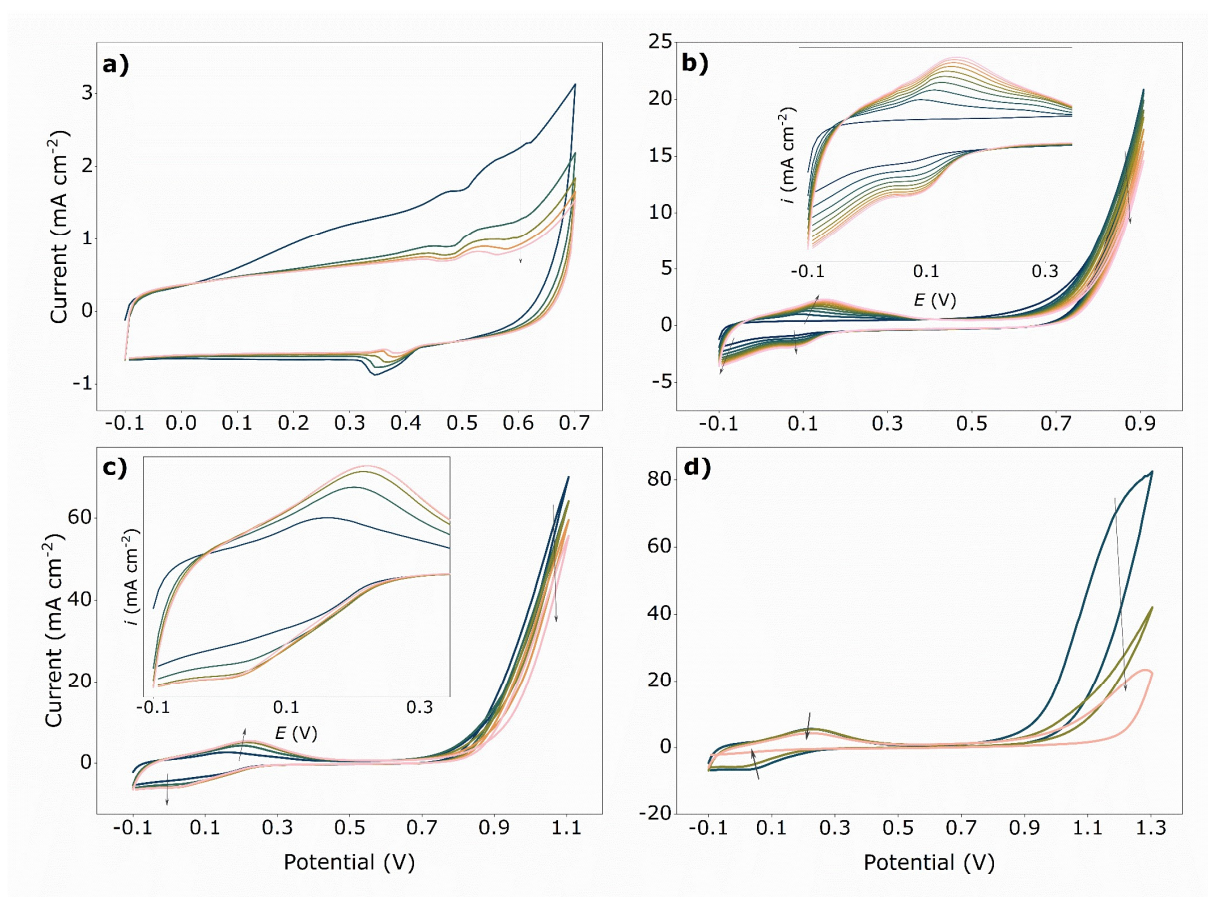 a)
Current (mA cm-2)
3
2
1
0
-1
-0.1 0.0 0.1 0.2 0.3 0.4 0.5 0.6 0.7
b)
25
20
15
10
5
0
-5
-0.1 0.1 0.3 0.5 0.7 0.9
i (mA cm-2)
-0.1 0.1 0.3
E (V)
c)
Current (mA cm-2)
60
40
20
0
-0.1 0.1 0.3 0.5 0.7 0.9 1.1
Potential (V)
i (mA cm-2)
-0.1 0.1 0.3
E (V)
d)
80
60
40
20
0
-20
-0.1 0.1 0.3 0.5 0.7 0.9 1.1 1.3
Potential (V)